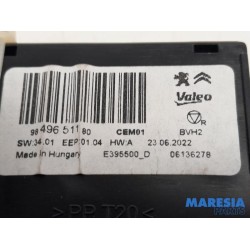 Valeo
98 496 511 80 CEM01 BVH2
SW:34.01 EEP:01.04 HW:A 23.06.2022
Made in Hungary E395500_D 06136278
>PP T20<
MARESIA
PARTS